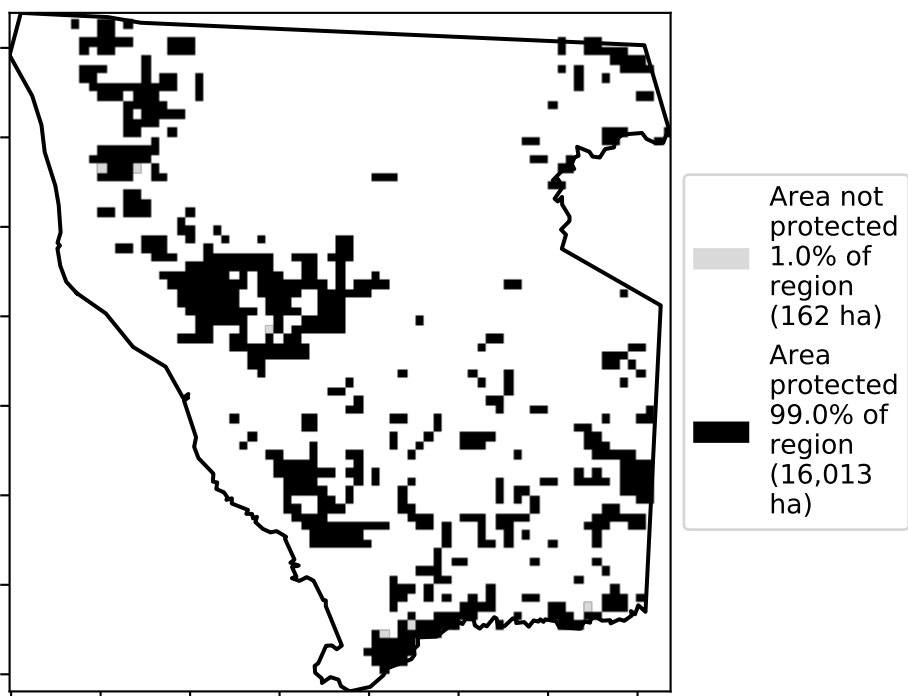 Area not
protected
1.0% of
region
(162 ha)
Area
protected
99.0% of
region
(16,013
ha)